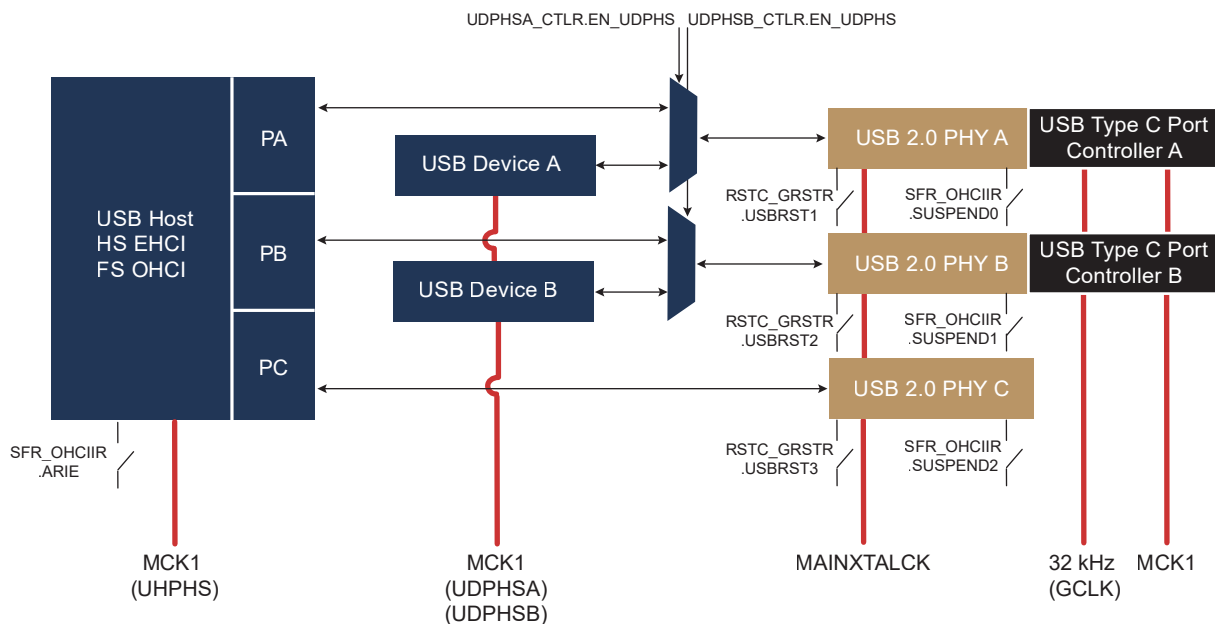 UDPHSA_CTLR.EN_UDPHS UDPHSB_CTLR.EN_UDPHS
USB Host
HS EHCI
FS OHCI
PA
PB
PC
USB Device A
USB Device B
USB 2.0 PHY A
USB Type C Port
Controller A
RSTC_GRSTR
.USBRST1
SFR_OHCIIR
.SUSPEND0
USB 2.0 PHY B
USB Type C Port
Controller B
RSTC_GRSTR
.USBRST2
SFR_OHCIIR
.SUSPEND1
USB 2.0 PHY C
RSTC_GRSTR
.USBRST3
SFR_OHCIIR
.SUSPEND2
SFR_OHCIIR
.ARIE
MCK1
(UHPHS)
MCK1
(UDPHSA)
(UDPHSB)
MAINXTALCK
32 kHz
(GCLK)
MCK1